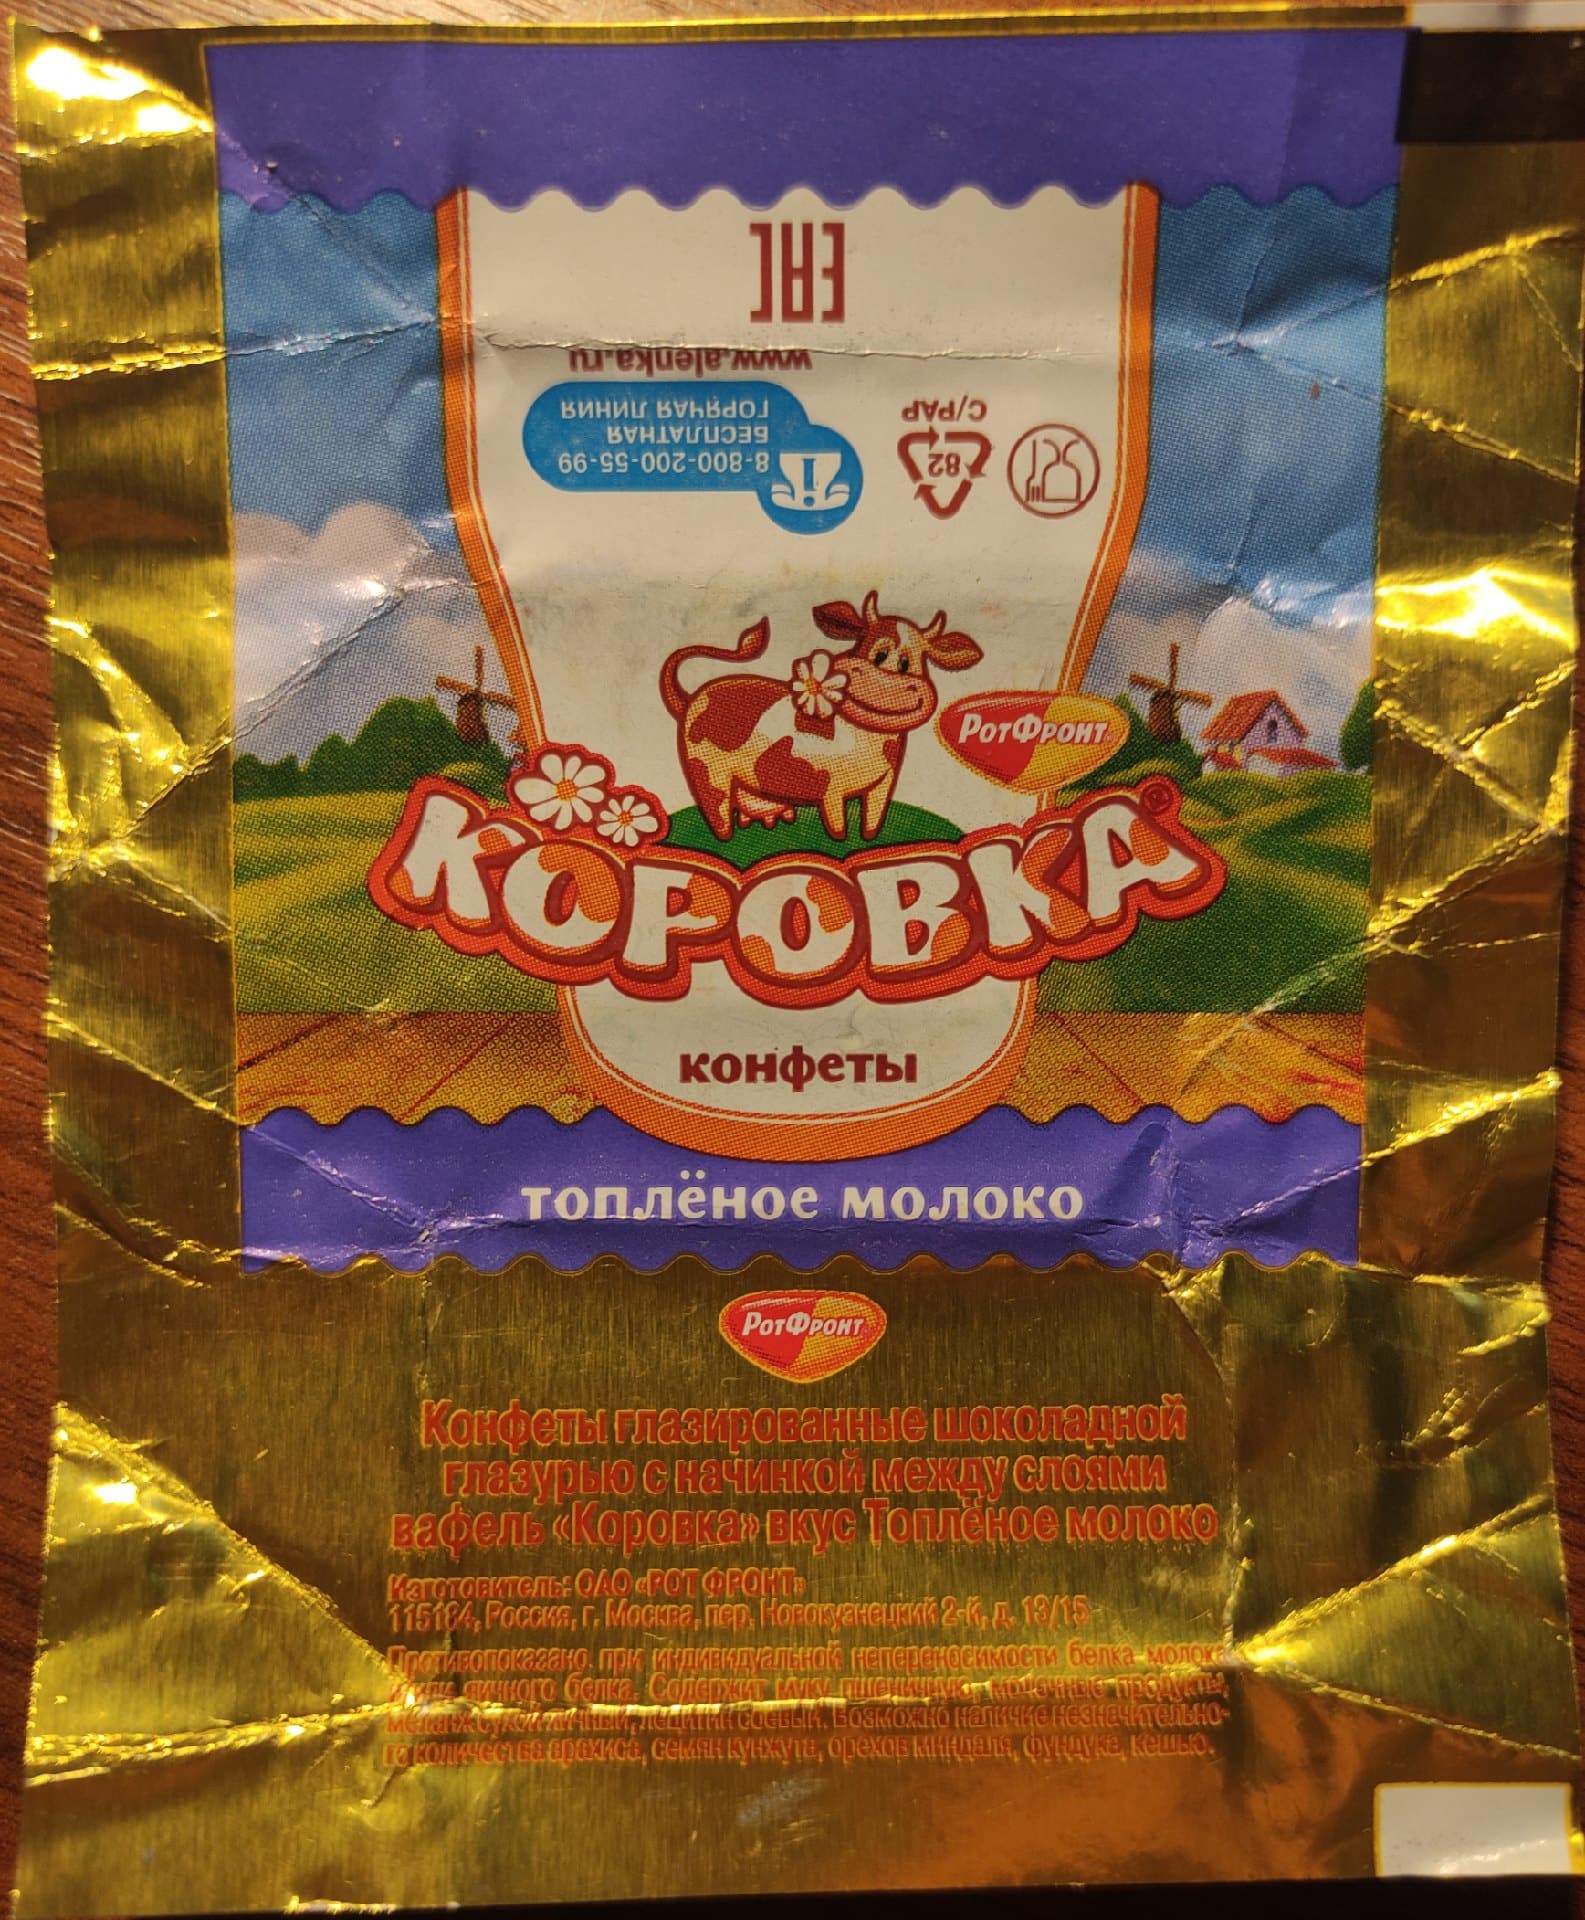 EAC
www.alenka.ru
8-800-200-55-99
БЕСПЛАТНАЯ
ГОРЯЧАЯ ЛИНИЯ
82
C/PAP
РотФронт
КОРОВКА®
конфеты
топлёное молоко
РотФронт
Конфеты глазированные шоколадной
глазурью с начинкой между слоями
вафель «Коровка» вкус Топлёное молоко
Изготовитель: ОАО «РОТ ФРОНТ»
115184, Россия, г. Москва, пер. Новокузнецкий 2-й, д. 13/15
Противопоказано при индивидуальной непереносимости белка молока
и яичного белка. Содержит муку пшеничную, молочные продукты,
меланж сухой яичный, лецитин соевый. Возможно наличие незначительно-
го количества арахиса, семян кунжута, орехов миндаля, фундука, кешью.